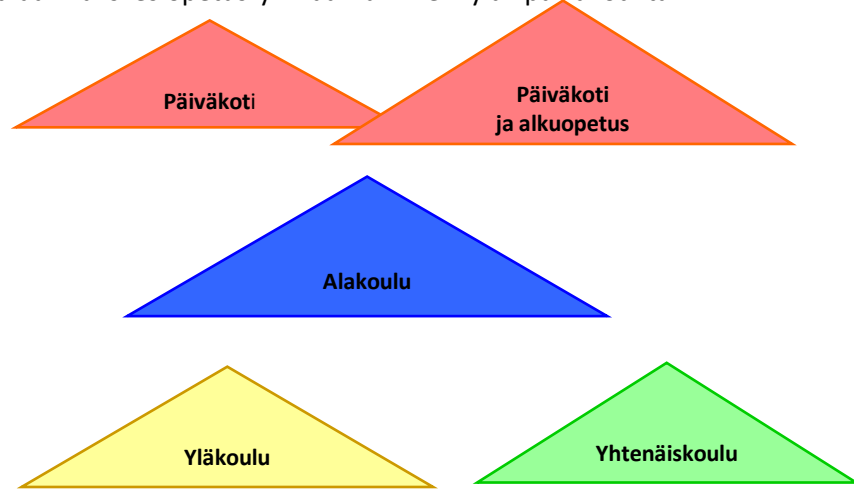 Päiväkoti
Päiväkoti
ja alkuopetus
Alakoulu
Yläkoulu
Yhtenäiskoulu